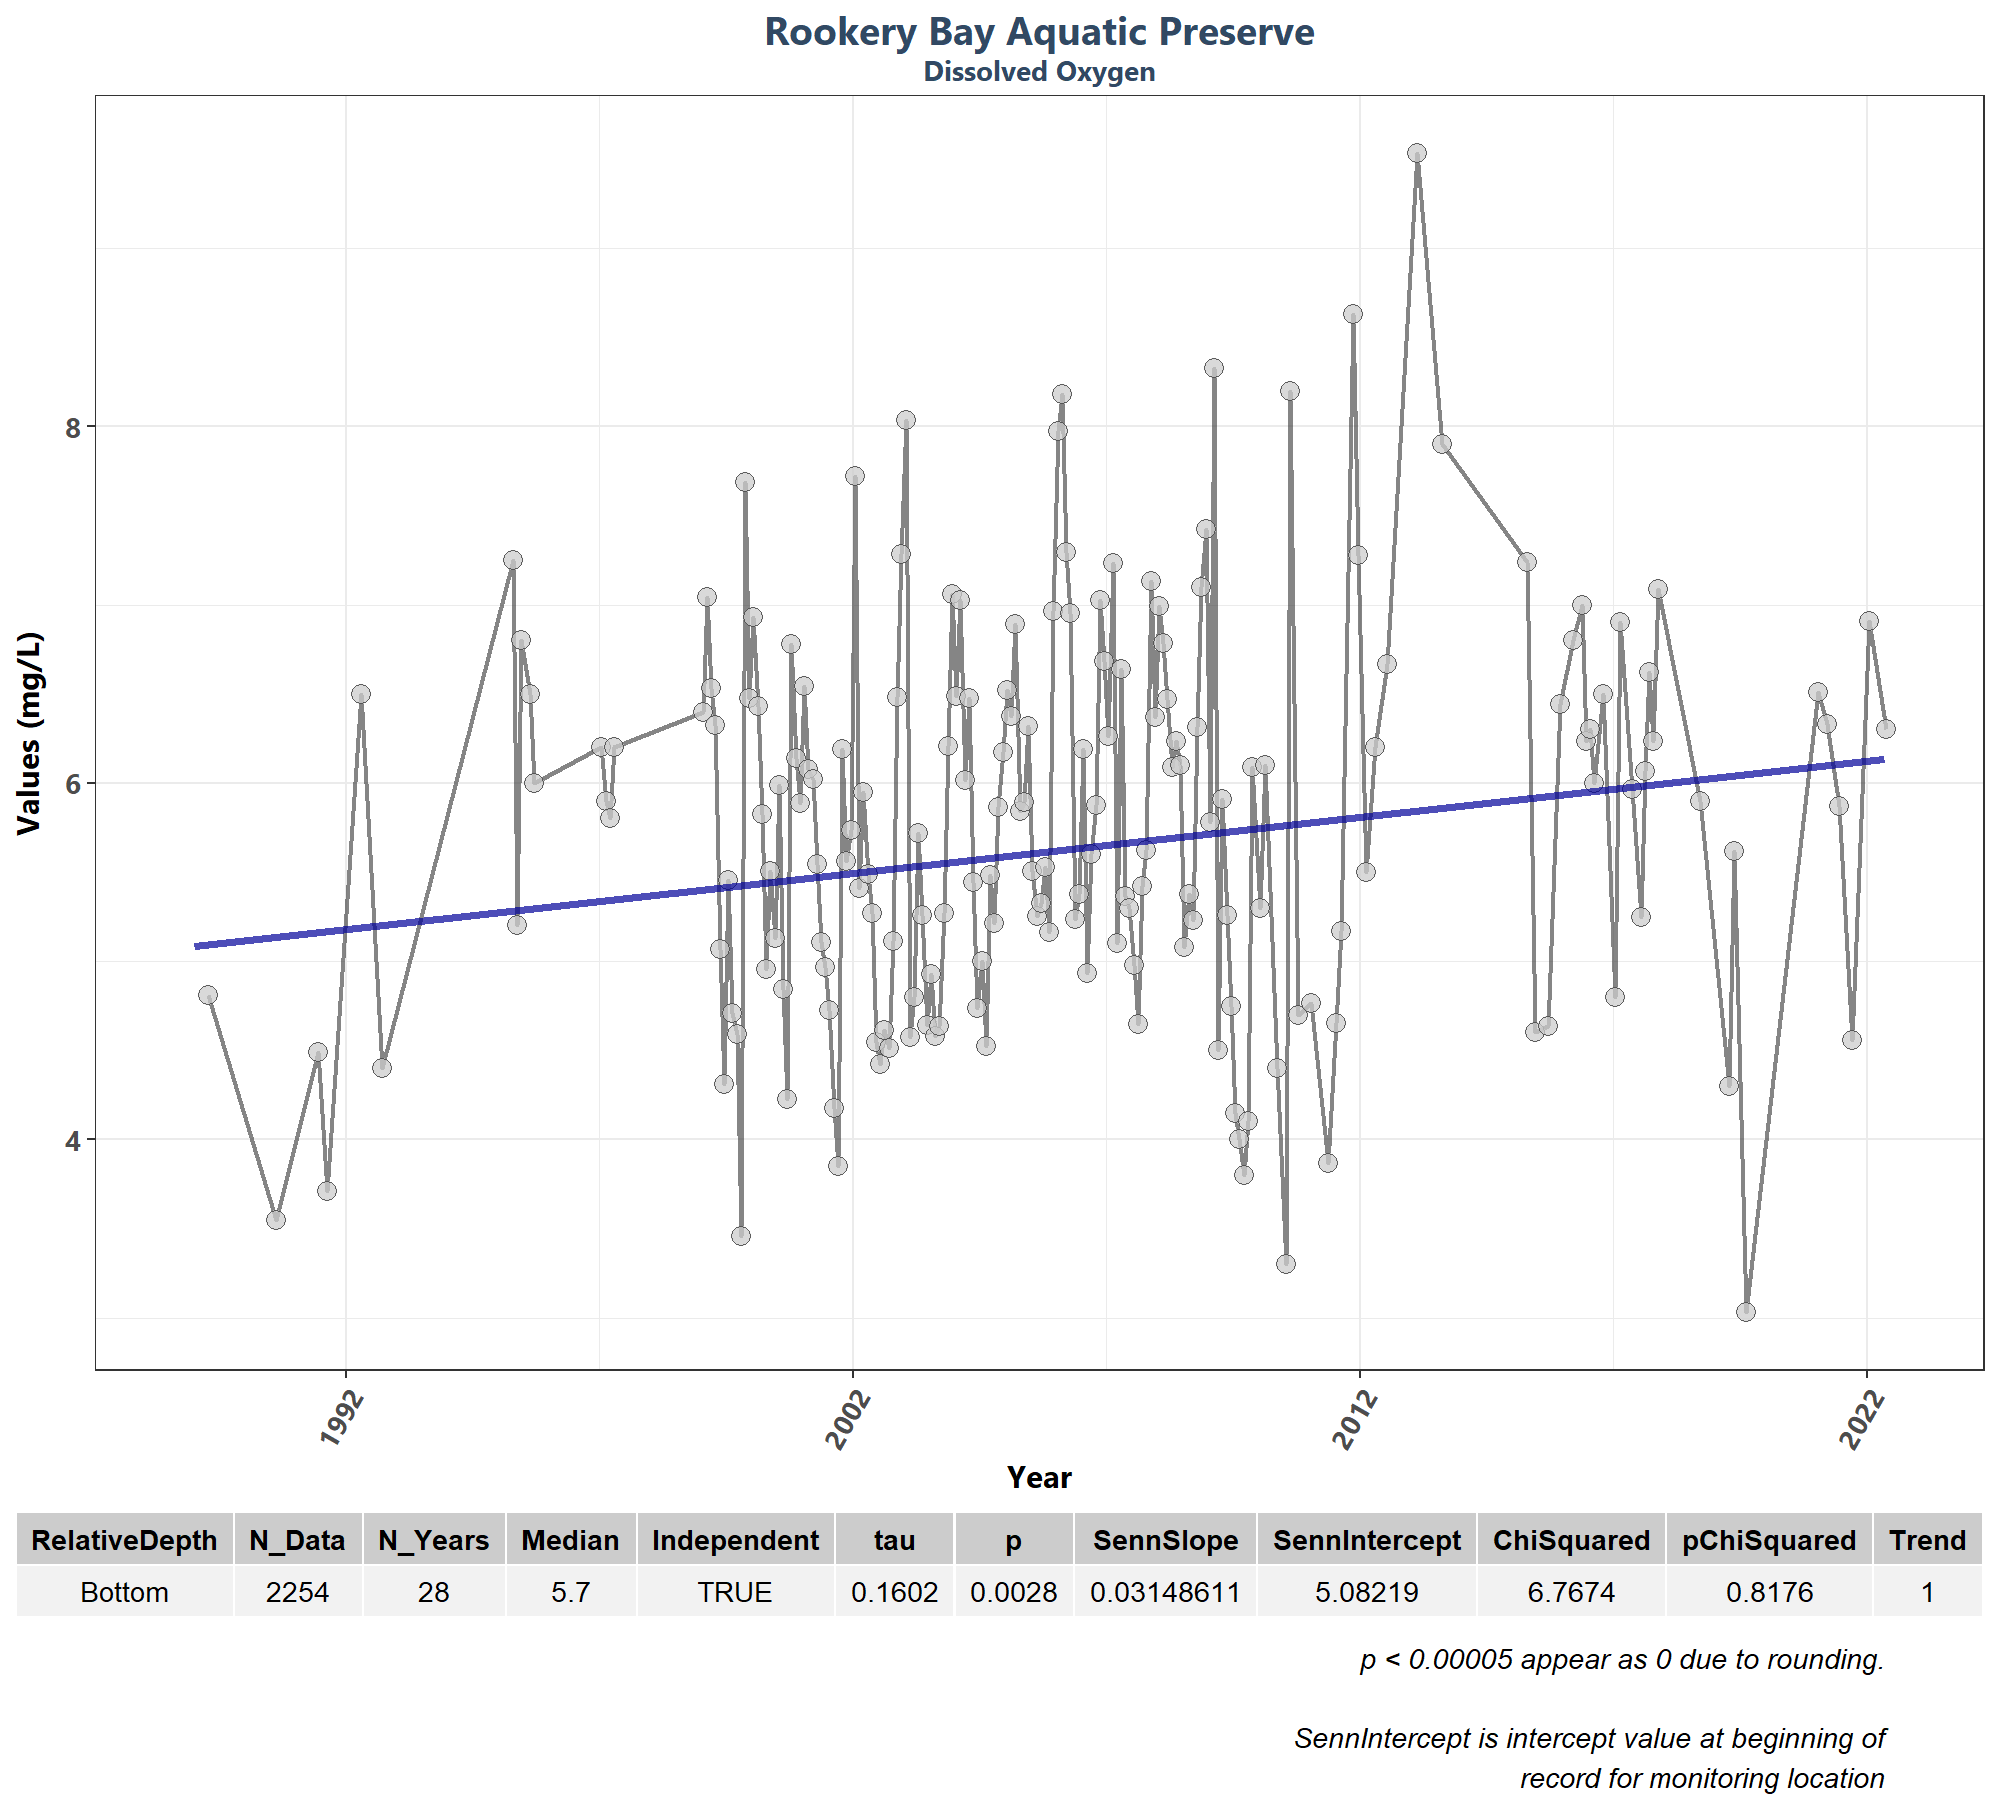 Rookery Bay Aquatic Preserve
Dissolved Oxygen
Values (mg/L)
8
6
4
1992 2002 2012 2022
Year
RelativeDepth N_Data N_Years Median Independent tau p SennSlope SennIntercept ChiSquared pChiSquared Trend
Bottom 2254 28 5.7 TRUE 0.1602 0.0028 0.03148611 5.08219 6.7674 0.8176 1
p < 0.00005 appear as 0 due to rounding.
SennIntercept is intercept value at beginning of
record for monitoring location